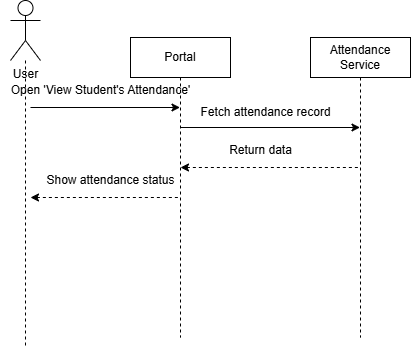 User
Portal
Attendance
Service
Open 'View Student's Attendance'
Fetch attendance record
Return data
Show attendance status